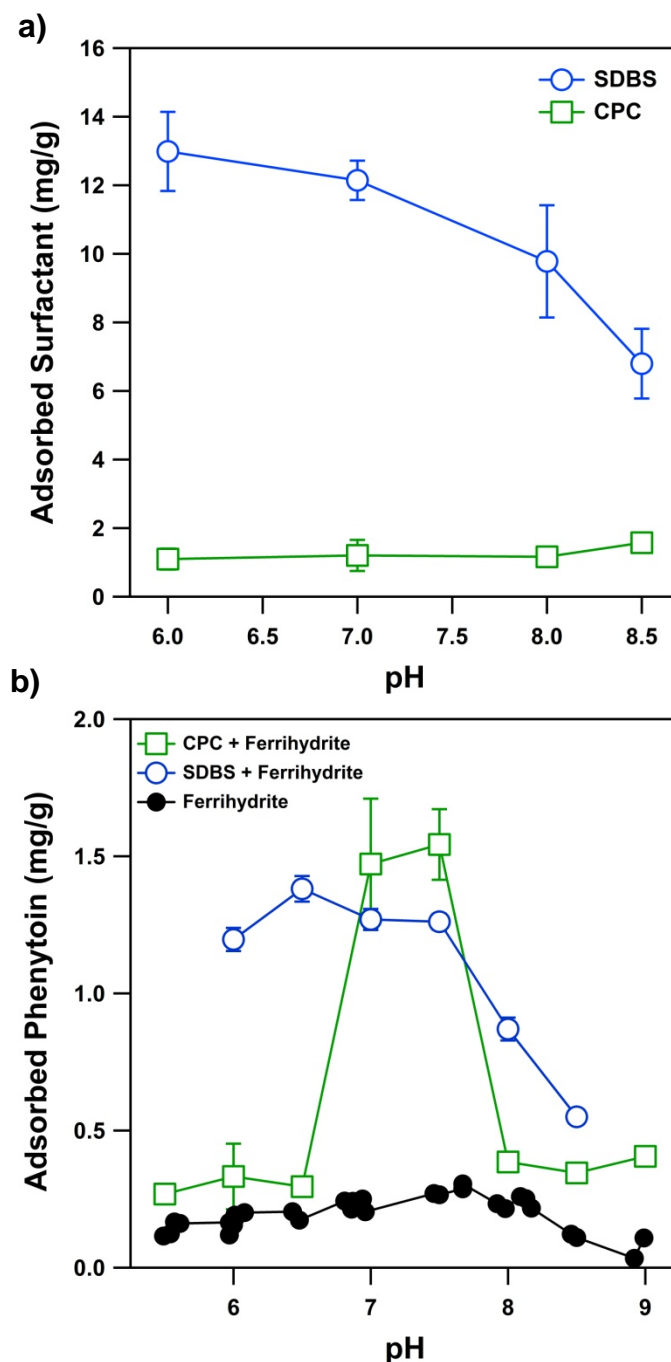 a)
16
14
12
10
8
6
4
2
0
Adsorbed Surfactant (mg/g)
SDBS
CPC
6.0 6.5 7.0 7.5 8.0 8.5
pH
b)
2.0
1.5
1.0
0.5
0.0
Adsorbed Phenytoin (mg/g)
CPC + Ferrihydrite
SDBS + Ferrihydrite
Ferrihydrite
6 7 8 9
pH